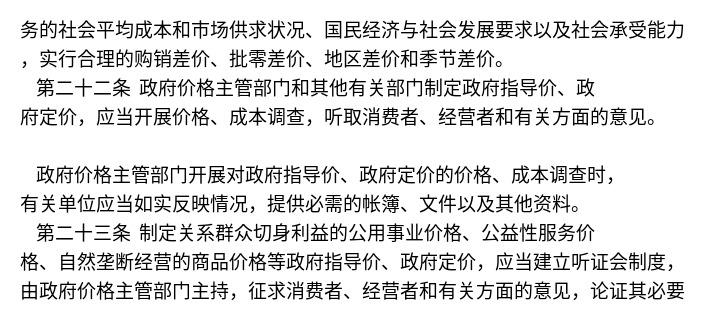 务的社会平均成本和市场供求状况、国民经济与社会发展要求以及社会承受能力
，实行合理的购销差价、批零差价、地区差价和季节差价。
第二十二条 政府价格主管部门和其他有关部门制定政府指导价、政
府定价，应当开展价格、成本调查，听取消费者、经营者和有关方面的意见。
政府价格主管部门开展对政府指导价、政府定价的价格、成本调查时，
有关单位应当如实反映情况，提供必需的帐簿、文件以及其他资料。
第二十三条 制定关系群众切身利益的公用事业价格、公益性服务价
格、自然垄断经营的商品价格等政府指导价、政府定价，应当建立听证会制度，
由政府价格主管部门主持，征求消费者、经营者和有关方面的意见，论证其必要